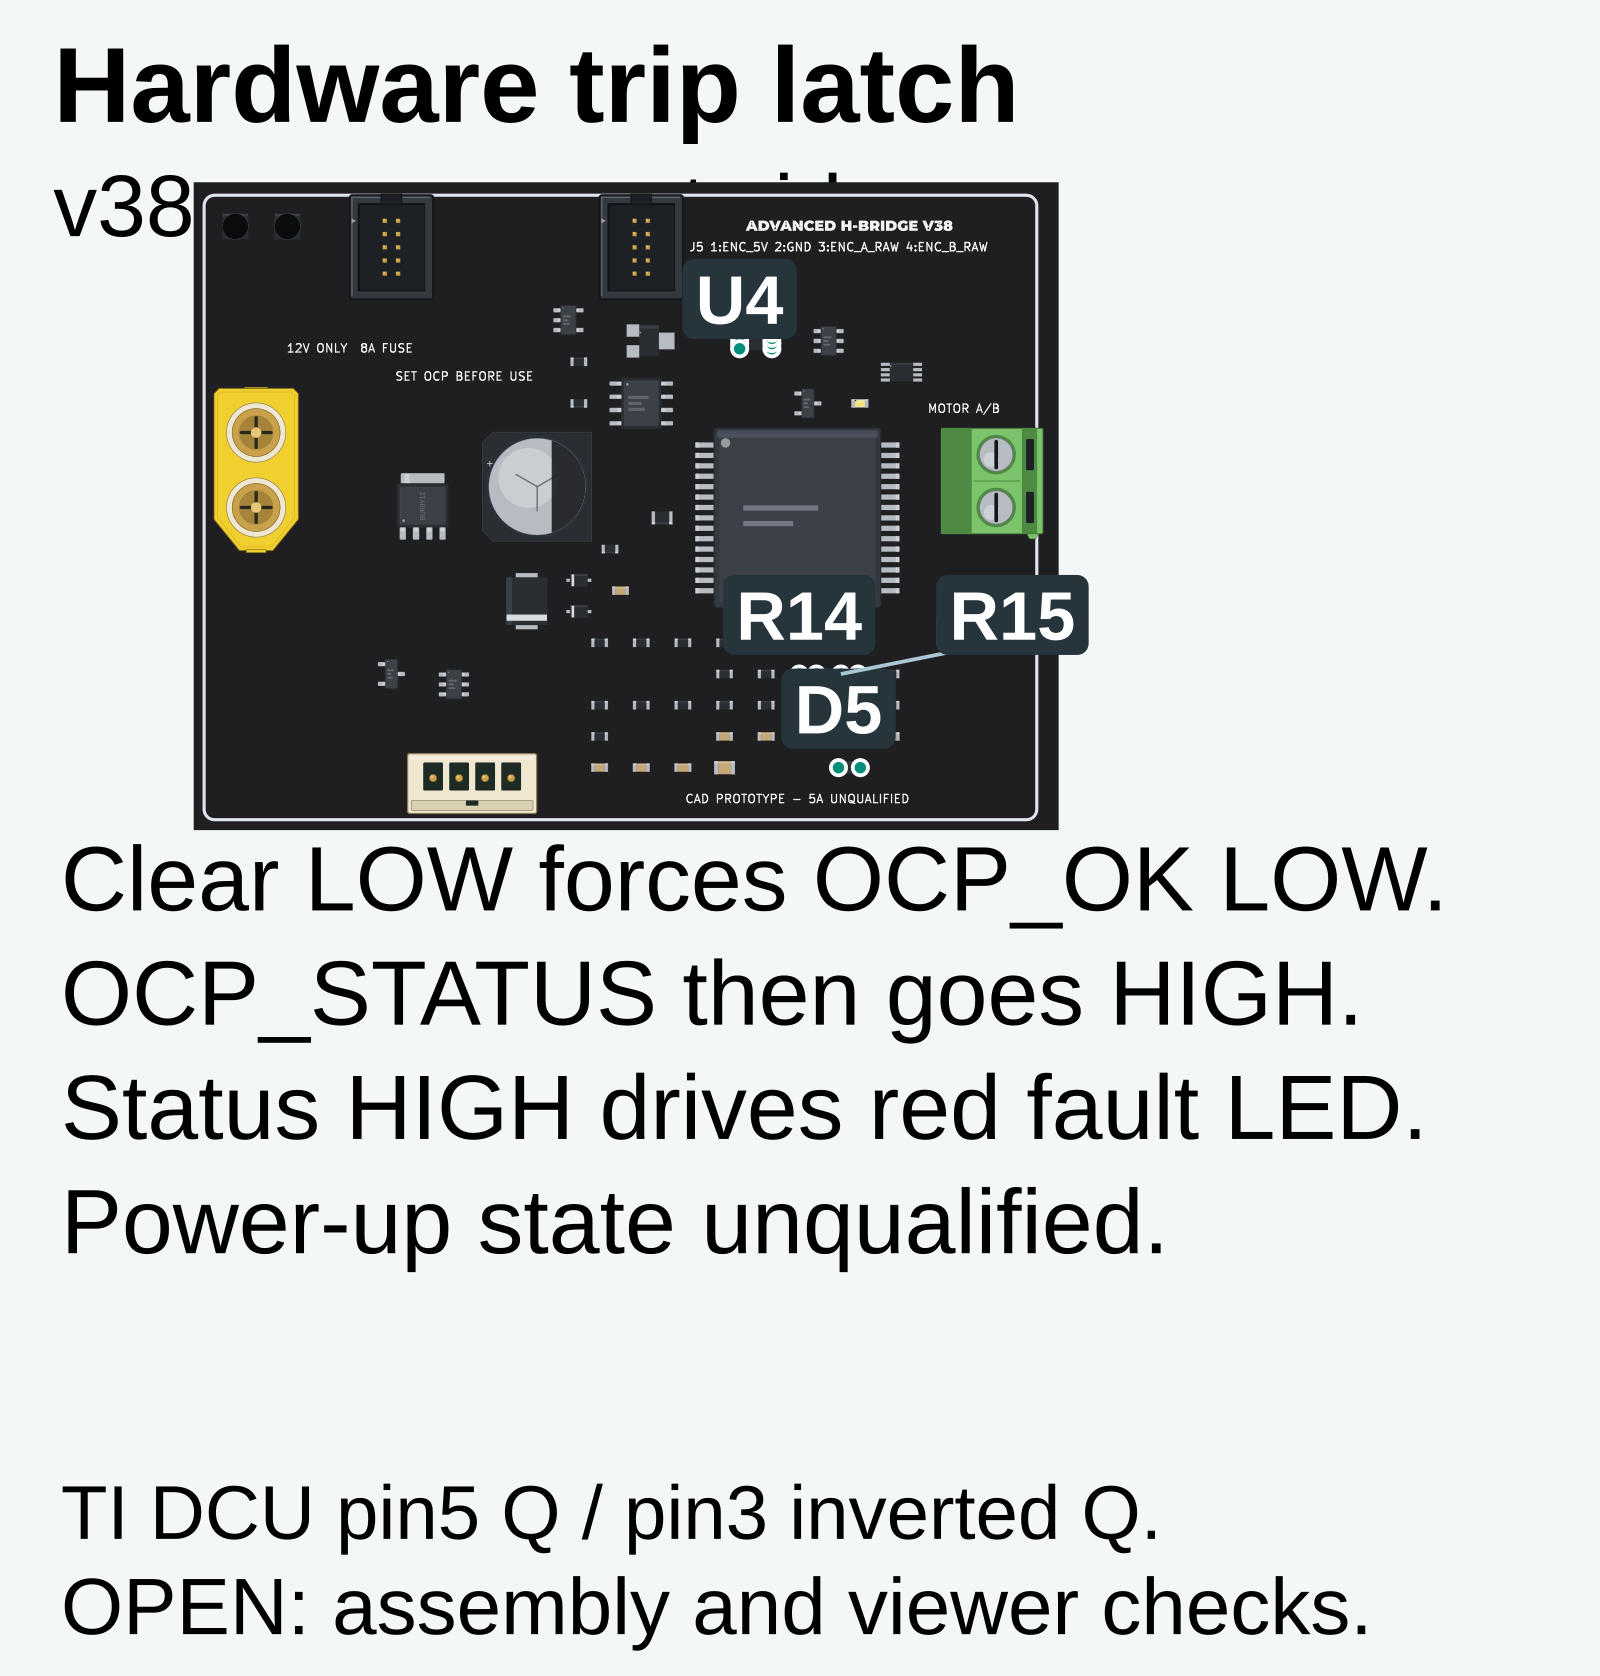 Hardware trip latch
v38
ADVANCED H-BRIDGE V38
J5 1:ENC_5V 2:GND 3:ENC_A_RAW 4:ENC_B_RAW
U4
12V ONLY 8A FUSE
SET OCP BEFORE USE
MOTOR A/B
R14
R15
D5
CAD PROTOTYPE – 5A UNQUALIFIED
Clear LOW forces OCP_OK LOW.
OCP_STATUS then goes HIGH.
Status HIGH drives red fault LED.
Power-up state unqualified.
TI DCU pin5 Q / pin3 inverted Q.
OPEN: assembly and viewer checks.